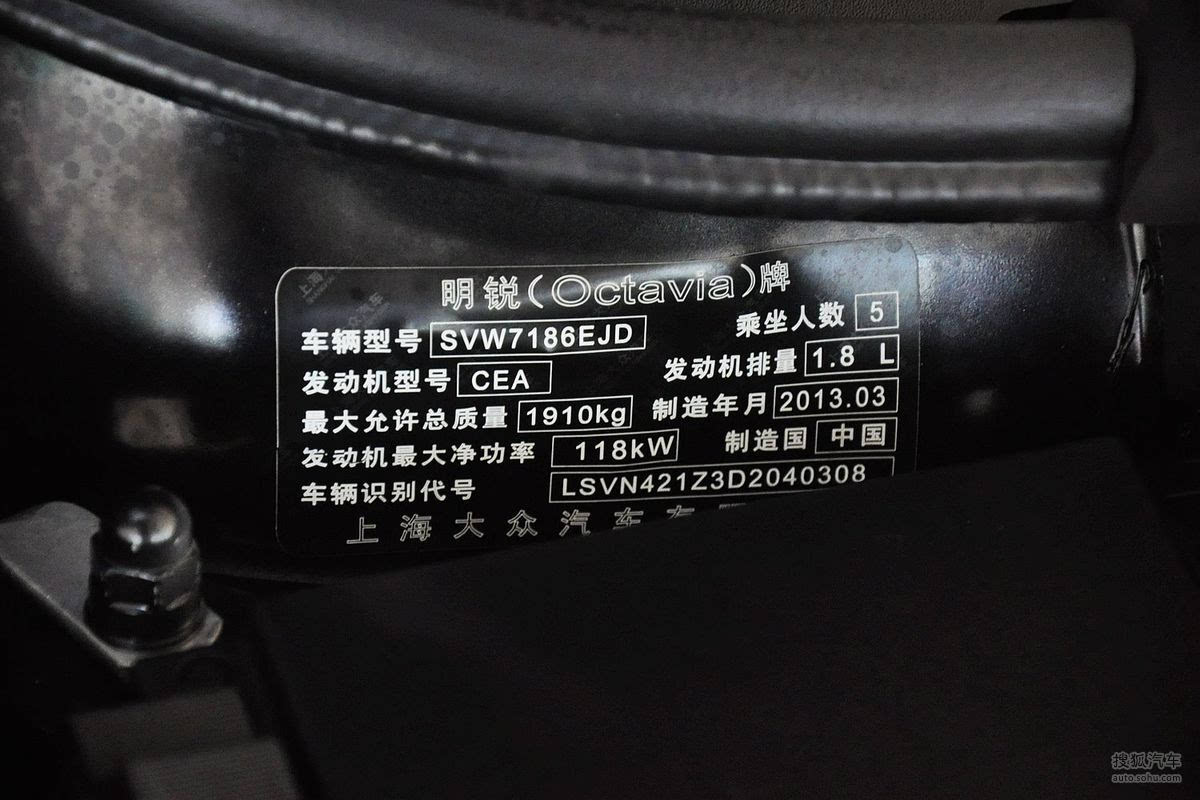 明锐(Octavia)牌
车辆型号 SVW7186EJD 乘坐人数 5
发动机型号 CEA 发动机排量 1.8 L
最大允许总质量 1910kg 制造年月 2013.03
发动机最大净功率 118kW 制造国 中国
车辆识别代号 LSVN421Z3D2040308
上海大众汽车有
搜狐汽车
auto.sohu.com